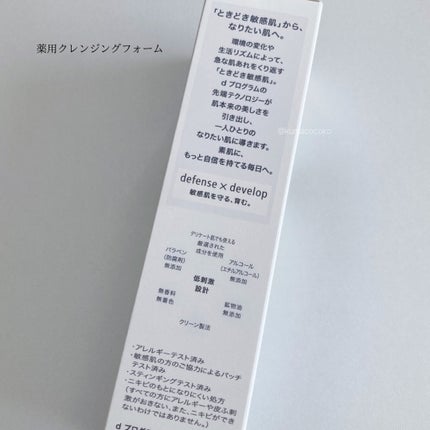 薬用クレンジングフォーム
「ときどき敏感肌」から、
なりたい肌へ。
環境の変化や
生活リズムによって、
急な肌あれをくり返す
「ときどき敏感肌」。
d プログラムの
先端テクノロジーが
肌本来の美しさを
引き出し、
一人ひとりの
なりたい肌に導きます。
素肌に、
もっと自信を持てる毎日へ。
defense×develop
敏感肌を守る、育む。
デリケート肌でも使える
厳選された
成分を使用
パラベン
(防腐剤)
無添加
アルコール
(エチルアルコール)
無添加
低刺激
設計
無香料
無着色
鉱物油
無添加
クリーン製法
・アレルギーテスト済み
・敏感肌の方のご協力によるパッチ
テスト済み
・スティンギングテスト済み
・ニキビのもとになりにくい処方
(すべての方にアレルギーや皮ふ刺
激がおきない、また、ニキビができ
ないわけではありません。)